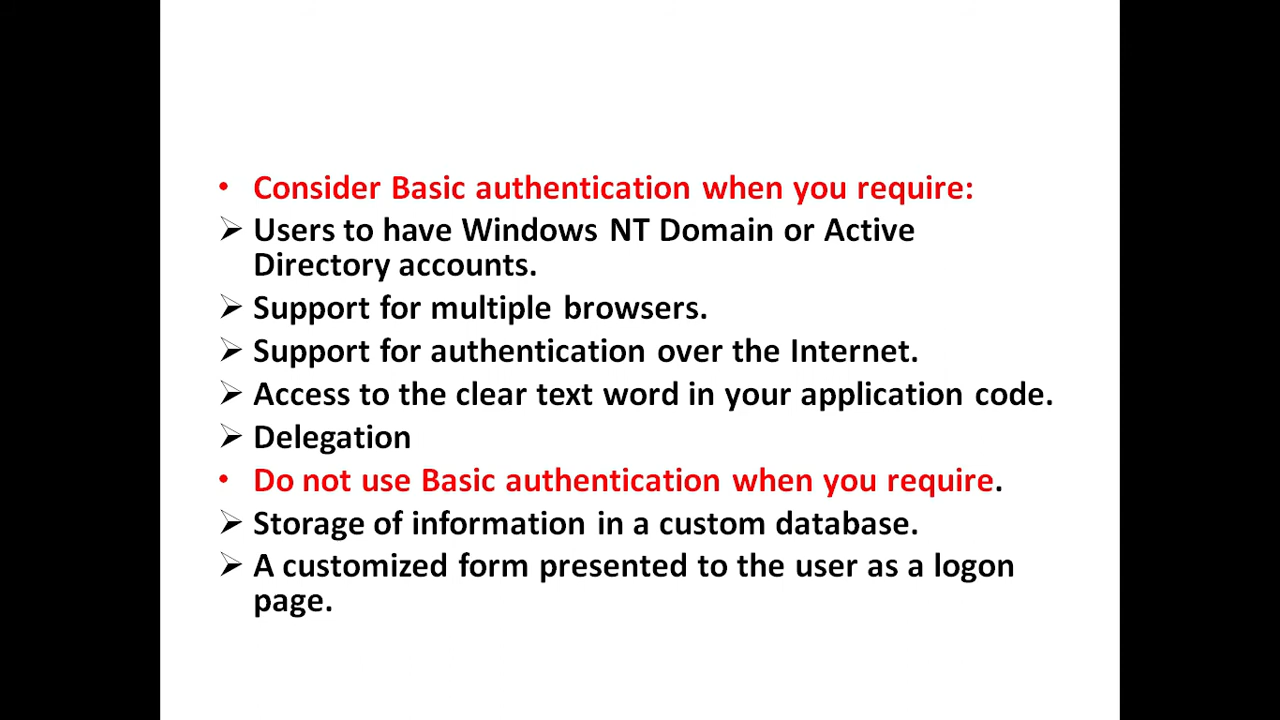 • Consider Basic authentication when you require:
➢ Users to have Windows NT Domain or Active
Directory accounts.
➢ Support for multiple browsers.
➢ Support for authentication over the Internet.
➢ Access to the clear text word in your application code.
➢ Delegation
• Do not use Basic authentication when you require.
➢ Storage of information in a custom database.
➢ A customized form presented to the user as a logon
page.